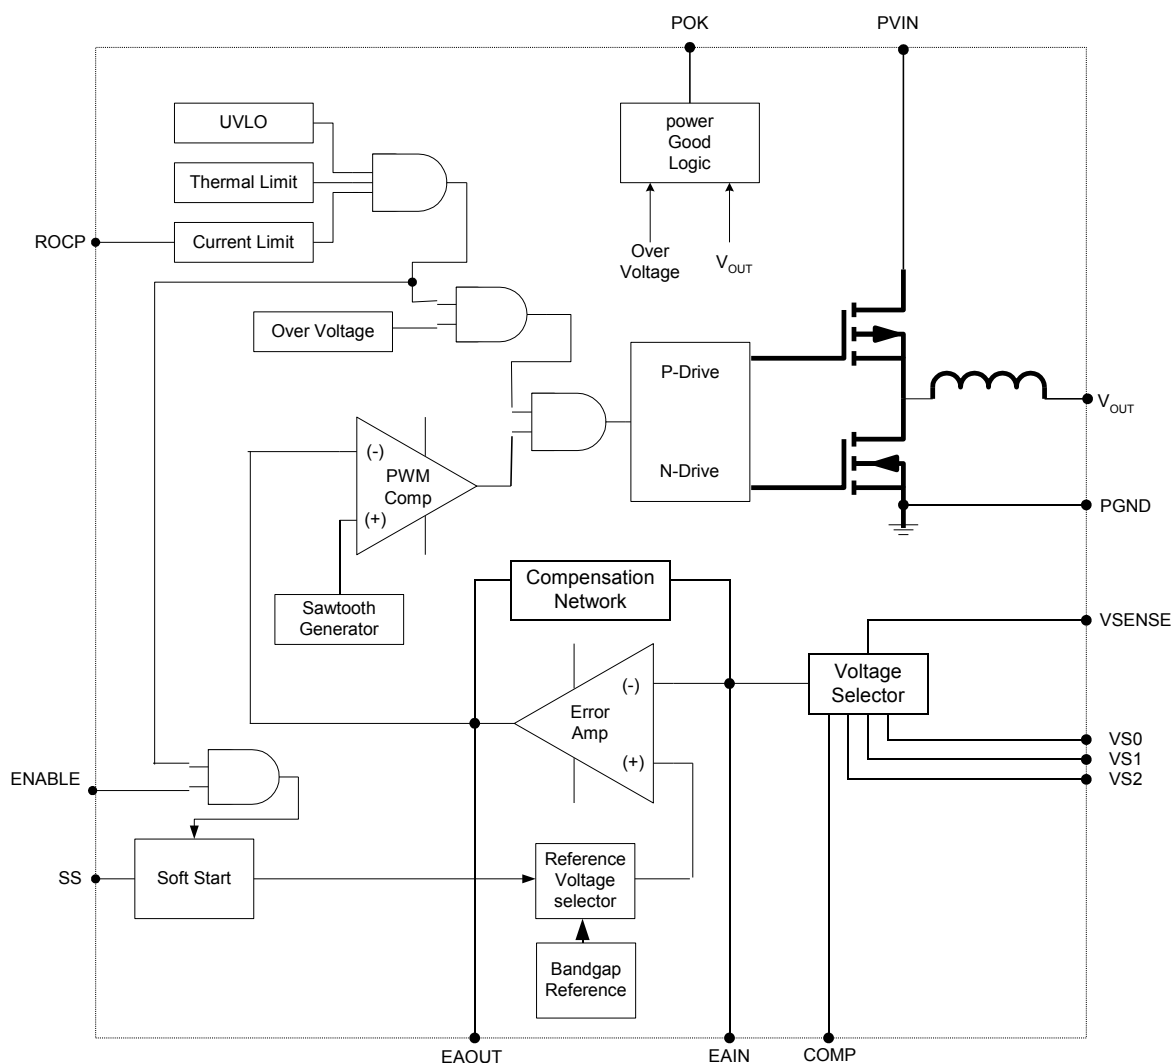 POK
PVIN
UVLO
power
Good
Logic
Thermal Limit
ROCP
Current Limit
Over
Voltage
VOUT
Over Voltage
P-Drive
VOUT
(-)
PWM
Comp
N-Drive
(+)
PGND
Compensation
Network
Sawtooth
Generator
VSENSE
Voltage
Selector
(-)
Error
Amp
(+)
VS0
VS1
VS2
ENABLE
SS
Soft Start
Reference
Voltage
selector
Bandgap
Reference
EAOUT
EAIN
COMP